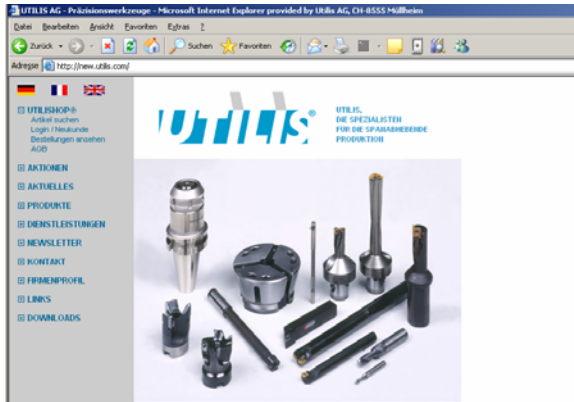 UTILIS AG - Präzisionswerkzeuge - Microsoft Internet Explorer provided by Utilis AG, CH-8555 Müllheim
Datei Bearbeiten Ansicht Favoriten Extras ?
Zurück Suchen Favoriten
Adresse http://new.utilis.com/
UTILISHOP®
Artikel suchen
Login / Neukunde
Bestellungen ansehen
AGB
AKTIONEN
AKTUELLES
PRODUKTE
DIENSTLEISTUNGEN
NEWSLETTER
KONTAKT
FIRMENPROFIL
LINKS
DOWNLOADS
UTILIS®
UTILIS,
DIE SPEZIALISTEN
FÜR DIE SPANABHEBENDE
PRODUKTION